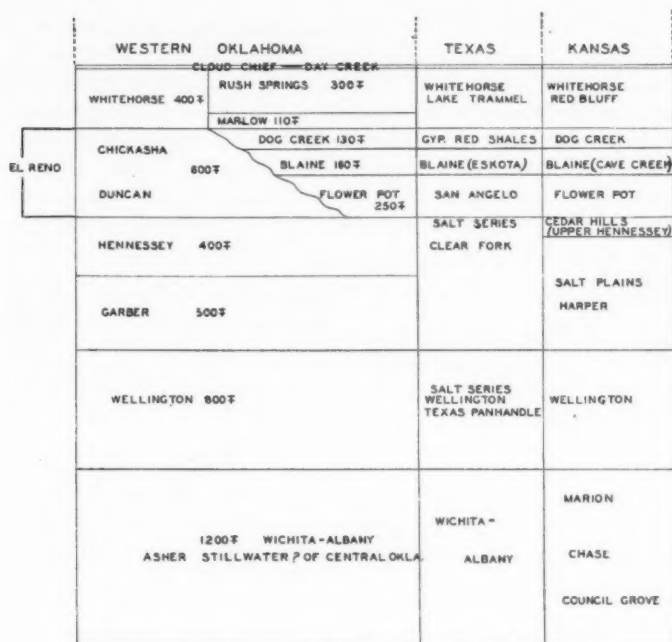 WESTERN OKLAHOMA
TEXAS
KANSAS
CLOUD CHIEF — DAY CREEK
WHITEHORSE 400∓
RUSH SPRINGS 300∓
MARLOW 110∓
WHITEHORSE
LAKE TRAMMEL
WHITEHORSE
RED BLUFF
EL RENO
CHICKASHA
600∓
DUNCAN
DOG CREEK 130∓
GYP. RED SHALES
DOG CREEK
BLAINE 160∓
BLAINE (ESKOTA)
BLAINE (CAVE CREEK)
FLOWER POT
250∓
SAN ANGELO
FLOWER POT
HENNESSEY 400∓
SALT SERIES
CLEAR FORK
CEDAR HILLS
(UPPER HENNESSEY)
GARBER 500∓
SALT PLAINS
HARPER
WELLINGTON 800∓
SALT SERIES
WELLINGTON
TEXAS PANHANDLE
WELLINGTON
1200∓ WICHITA-ALBANY
ASHER STILLWATER? OF CENTRAL OKLA.
WICHITA-
ALBANY
MARION
CHASE
COUNCIL GROVE